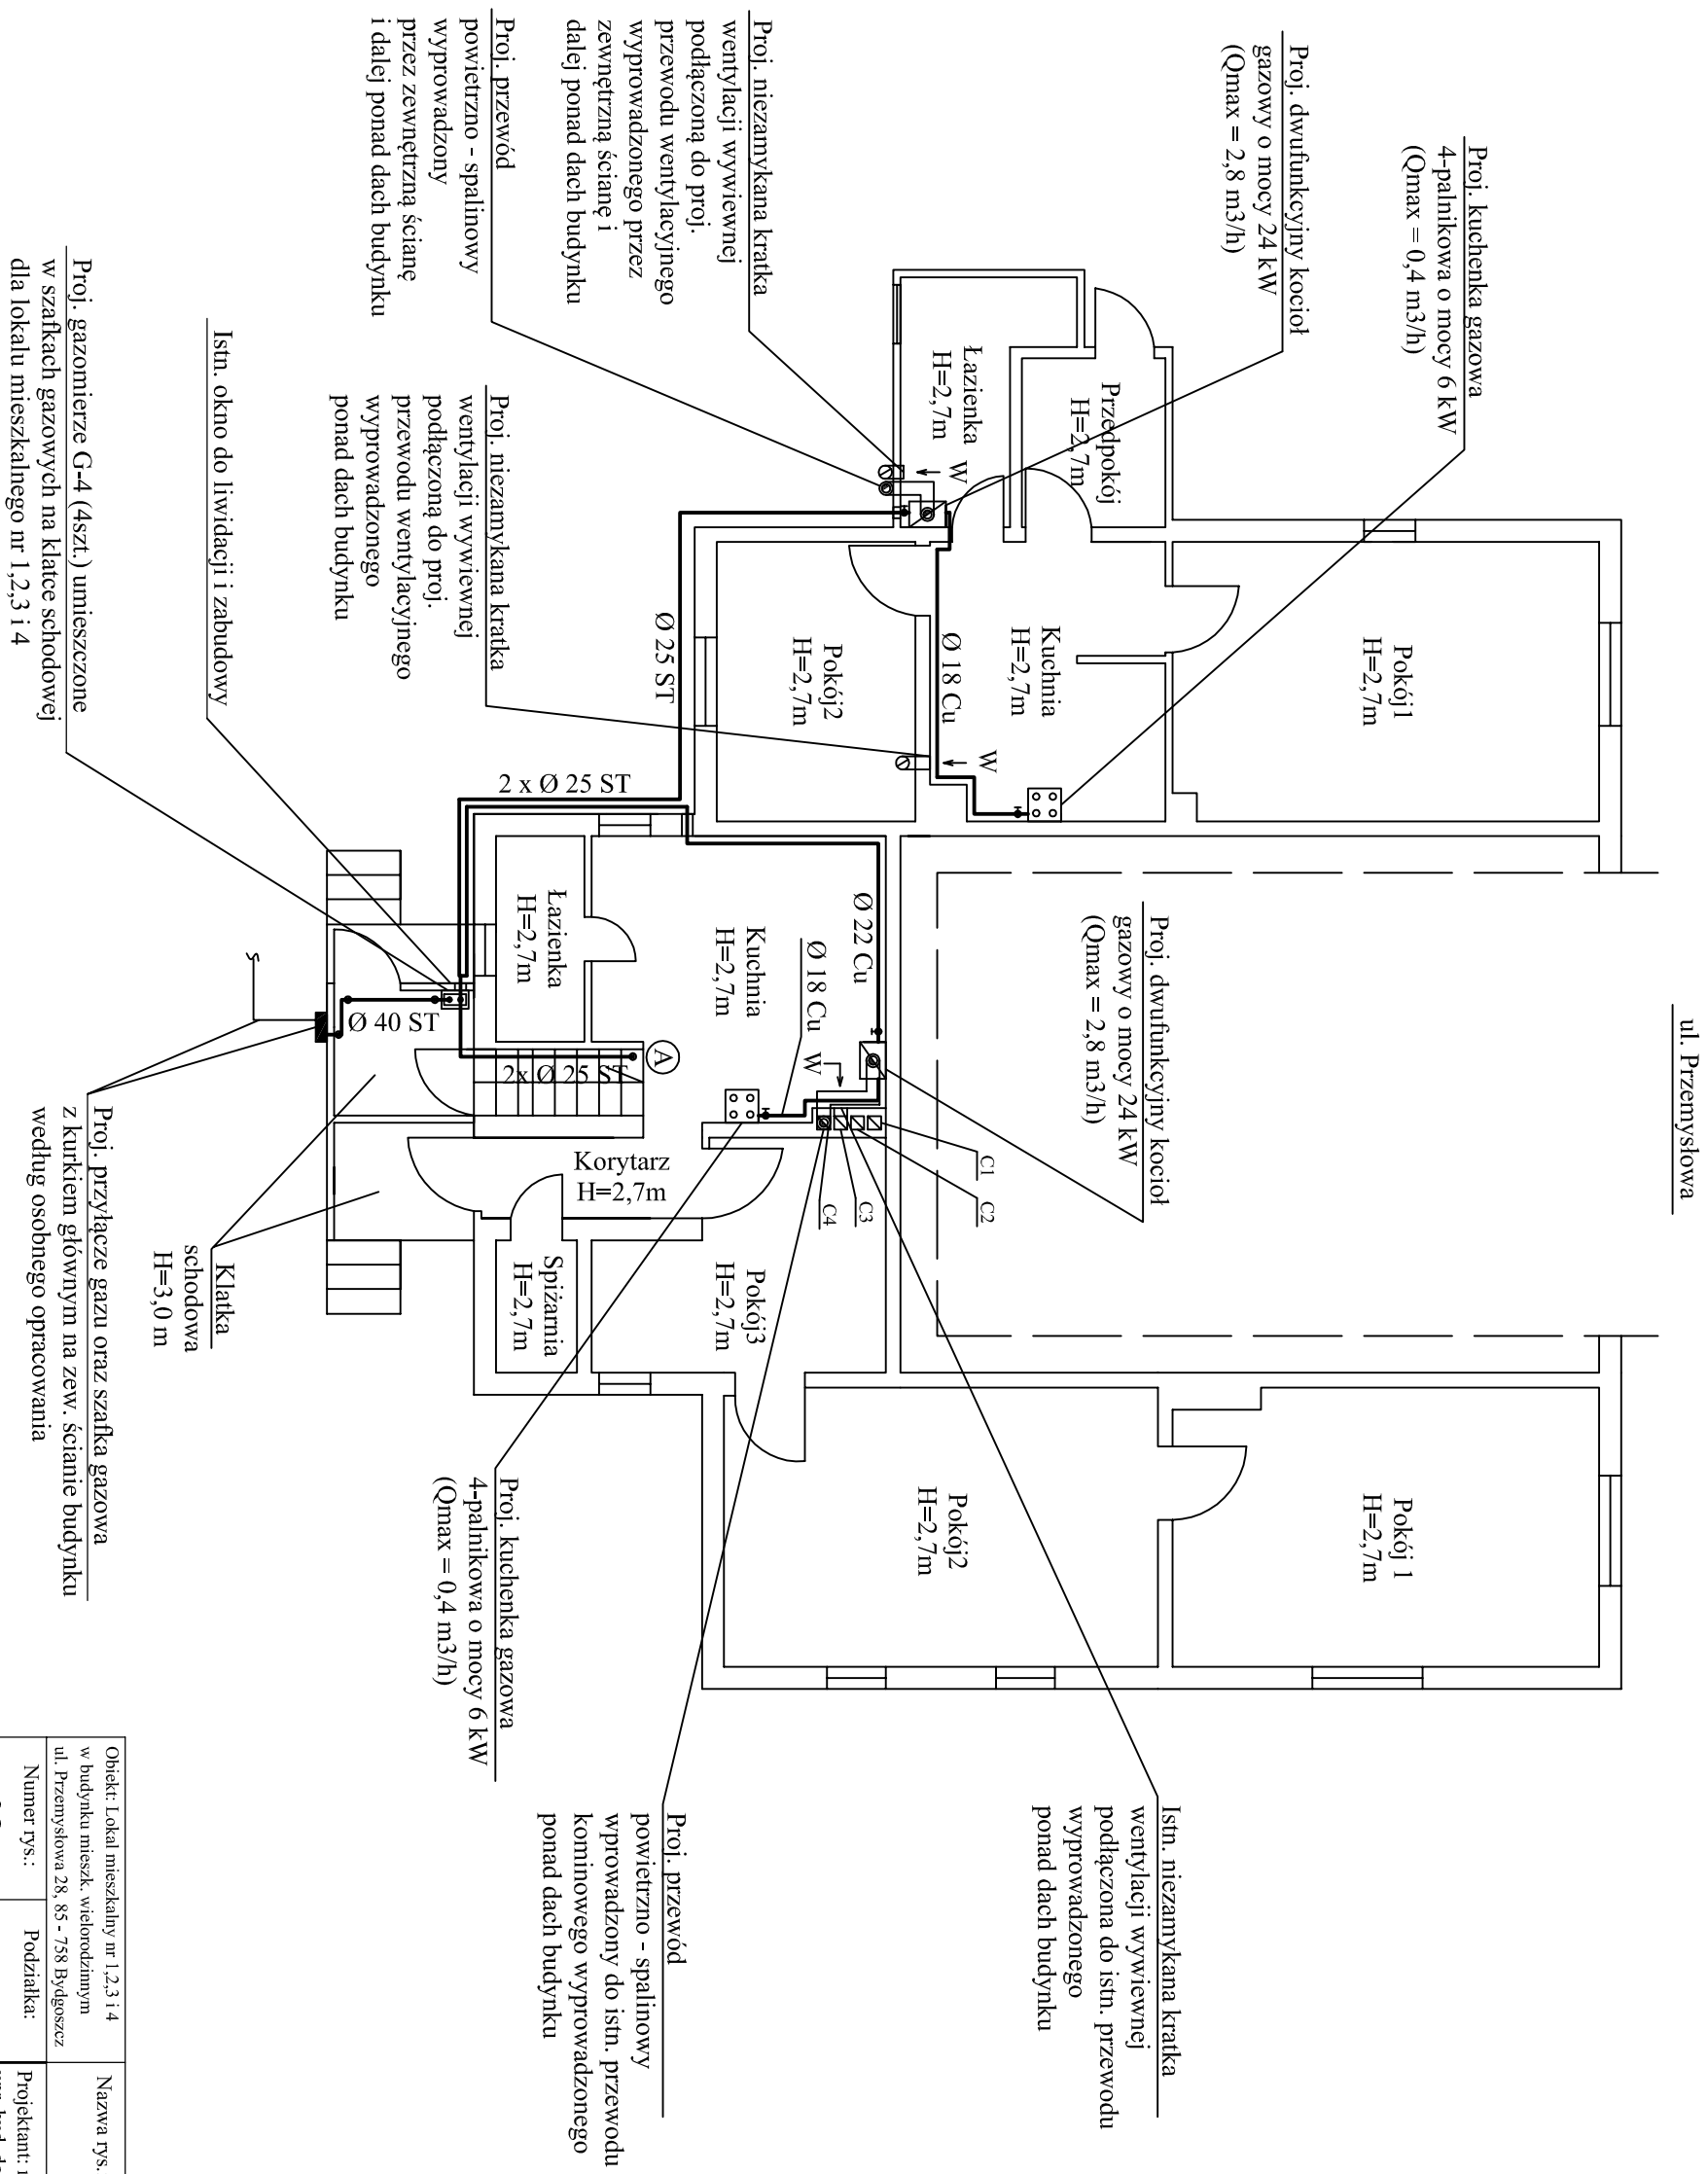 ul. Przemysłowa
Proj. kuchenka gazowa
4-palnikowa o mocy 6 kW
(Qmax = 0,4 m3/h)
Proj. dwufunkcyjny kocioł
gazowy o mocy 24 kW
(Qmax = 2,8 m3/h)
Proj. niezamykana kratka
wentylacji wywiewnej
podłączoną do proj.
przewodu wentylacyjnego
wyprowadzonego przez
zewnętrzną ścianę i
dalej ponad dach budynku
Proj. przewód
powietrzno - spalinowy
wyprowadzony
przez zewnętrzną ścianę
i dalej ponad dach budynku
Proj. niezamykana kratka
wentylacji wywiewnej
podłączoną do proj.
przewodu wentylacyjnego
wyprowadzonego
ponad dach budynku
Istn. okno do liwidacji i zabudowy
Proj. gazomierze G-4 (4szt.) umieszczone
w szafkach gazowych na klatce schodowej
dla lokalu mieszkalnego nr 1,2,3 i 4
Przedpokój
H=2,7m
Łazienka
H=2,7m
W
Pokój1
H=2,7m
Kuchnia
H=2,7m
Ø 18 Cu
Pokój2
H=2,7m
W
Ø 25 ST
2 x Ø 25 ST
Proj. dwufunkcyjny kocioł
gazowy o mocy 24 kW
(Qmax = 2,8 m3/h)
Ø 22 Cu
Ø 18 Cu
Kuchnia
H=2,7m
Łazienka
H=2,7m
W
A
2x Ø 25 ST
Ø 40 ST
C1
C2
C3
C4
Korytarz
H=2,7m
Pokój3
H=2,7m
Spiżarnia
H=2,7m
Klatka
schodowa
H=3,0 m
Proj. przyłącze gazu oraz szafka gazowa
z kurkiem głównym na zew. ścianie budynku
według osobnego opracowania
Pokój 1
H=2,7m
Pokój2
H=2,7m
Proj. kuchenka gazowa
4-palnikowa o mocy 6 kW
(Qmax = 0,4 m3/h)
Istn. niezamykana kratka
wentylacji wywiewnej
podłączona do istn. przewodu
wyprowadzonego
ponad dach budynku
Proj. przewód
powietrzno - spalinowy
wprowadzony do istn. przewodu
kominowego wyprowadzonego
ponad dach budynku
Obiekt: Lokal mieszkalny nr 1,2,3 i 4
w budynku mieszk. wielorodzinnym
ul. Przemysłowa 28, 85 - 758 Bydgoszcz
Numer rys.:
Podziałka:
Nazwa rys.
Projektant: